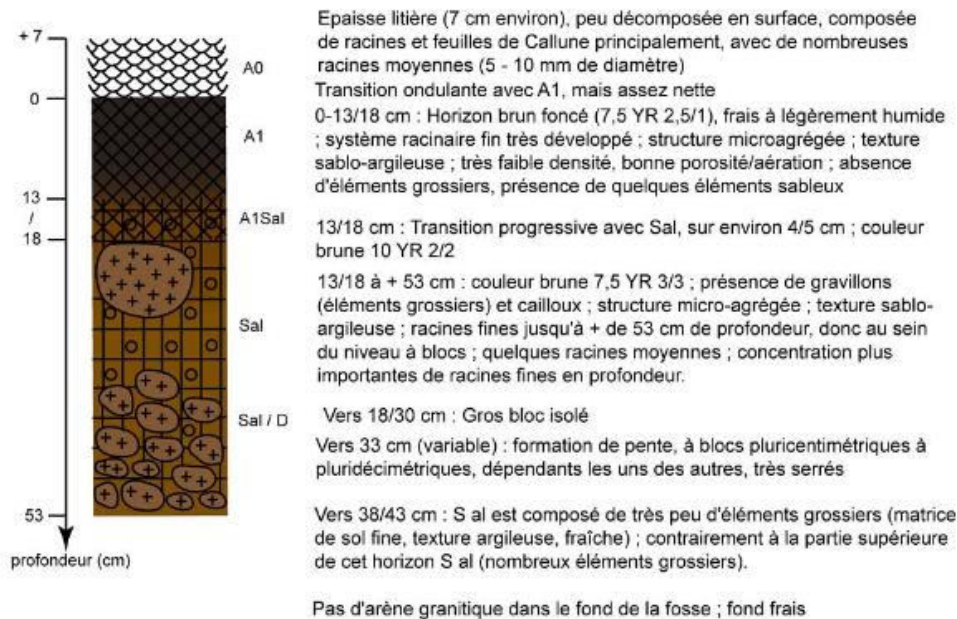 + 7
0
13
/
18
53
profondeur (cm)
A0
A1
A1Sal
Sal
Sal / D
Epaisse litière (7 cm environ), peu décomposée en surface, composée
de racines et feuilles de Callune principalement, avec de nombreuses
racines moyennes (5 - 10 mm de diamètre)
Transition ondulante avec A1, mais assez nette
0-13/18 cm : Horizon brun foncé (7,5 YR 2,5/1), frais à légèrement humide
; système racinaire fin très développé ; structure microagrégée ; texture
sablo-argileuse ; très faible densité, bonne porosité/aération ; absence
d'éléments grossiers, présence de quelques éléments sableux
13/18 cm : Transition progressive avec Sal, sur environ 4/5 cm ; couleur
brune 10 YR 2/2
13/18 à + 53 cm : couleur brune 7,5 YR 3/3 ; présence de gravillons
(éléments grossiers) et cailloux ; structure micro-agrégée ; texture sablo-
argileuse ; racines fines jusqu'à + de 53 cm de profondeur, donc au sein
du niveau à blocs ; quelques racines moyennes ; concentration plus
importantes de racines fines en profondeur.
Vers 18/30 cm : Gros bloc isolé
Vers 33 cm (variable) : formation de pente, à blocs pluricentimétriques à
pluridécimétriques, dépendants les uns des autres, très serrés
Vers 38/43 cm : S al est composé de très peu d'éléments grossiers (matrice
de sol fine, texture argileuse, fraîche) ; contrairement à la partie supérieure
de cet horizon S al (nombreux éléments grossiers).
Pas d'arène granitique dans le fond de la fosse ; fond frais